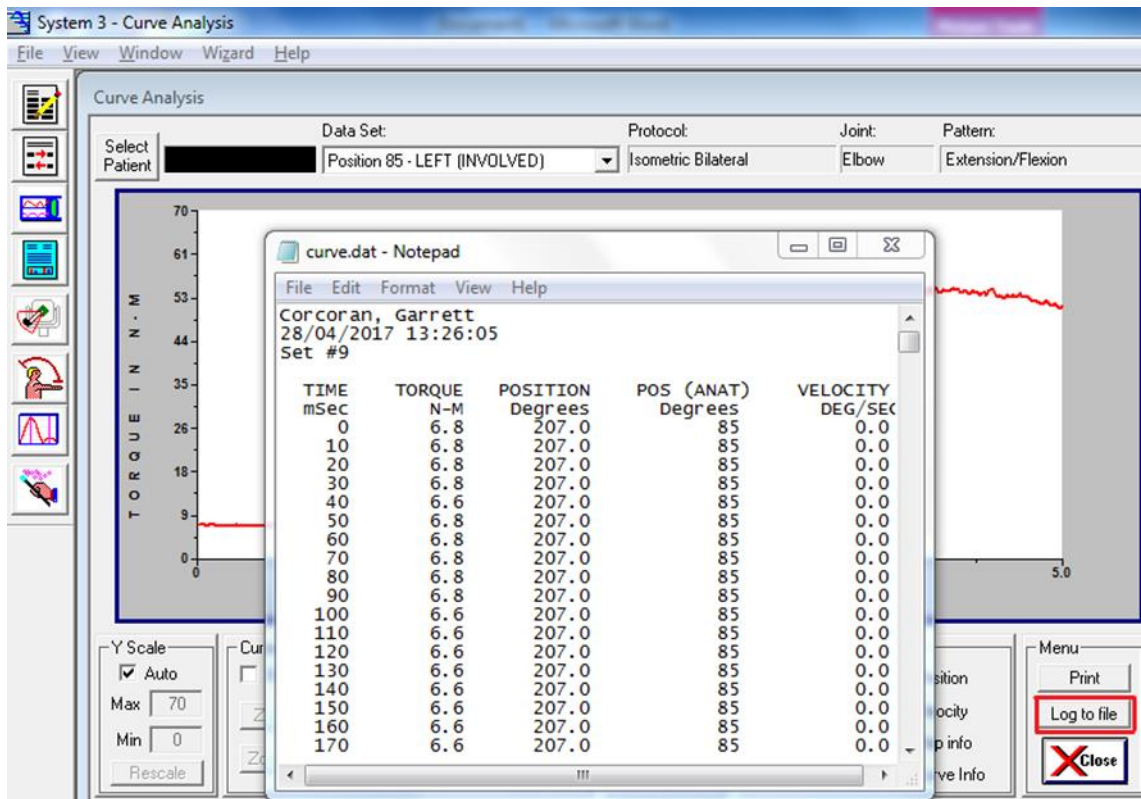 System 3 - Curve Analysis
File View Window Wizard Help
Curve Analysis
Select Patient
Data Set:
Position 85 - LEFT (INVOLVED)
Protocol:
Isometric Bilateral
Joint:
Elbow
Pattern:
Extension/Flexion
TORQUE IN N·M
70
61
53
44
35
26
18
9
0
0
5.0
curve.dat - Notepad
File Edit Format View Help
Corcoran, Garrett
28/04/2017 13:26:05
Set #9
TIME TORQUE POSITION POS (ANAT) VELOCITY
mSec N-M Degrees Degrees DEG/SEC
0 6.8 207.0 85 0.0
10 6.8 207.0 85 0.0
20 6.8 207.0 85 0.0
30 6.8 207.0 85 0.0
40 6.6 207.0 85 0.0
50 6.8 207.0 85 0.0
60 6.8 207.0 85 0.0
70 6.8 207.0 85 0.0
80 6.8 207.0 85 0.0
90 6.8 207.0 85 0.0
100 6.6 207.0 85 0.0
110 6.6 207.0 85 0.0
120 6.6 207.0 85 0.0
130 6.6 207.0 85 0.0
140 6.6 207.0 85 0.0
150 6.6 207.0 85 0.0
160 6.6 207.0 85 0.0
170 6.6 207.0 85 0.0
Y Scale
Auto
Max 70
Min 0
Rescale
Cur
sition
ocity
p info
rve Info
Menu
Print
Log to file
Close